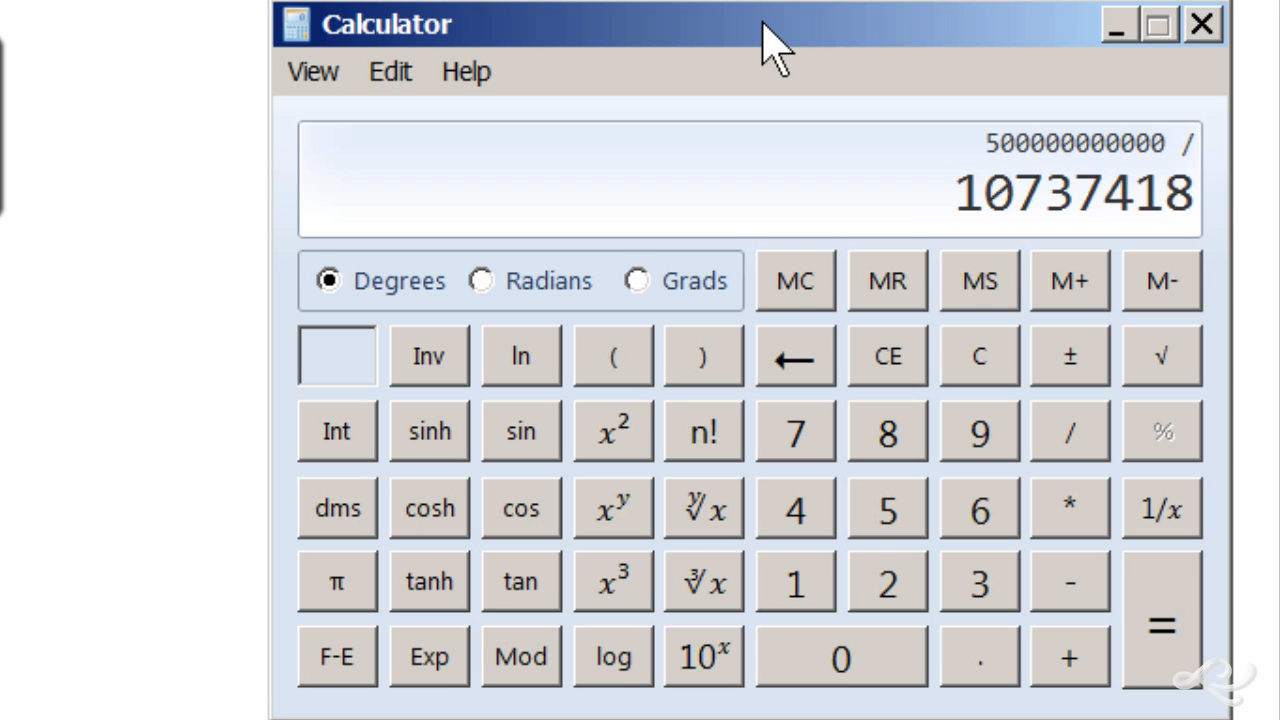 Calculator
View Edit Help
500000000000 /
10737418
Degrees Radians Grads MC MR MS M+ M-
Inv ln ( ) ← CE C ± √
Int sinh sin x² n! 7 8 9 / %
dms cosh cos xʸ ʸ√x 4 5 6 * 1/x
π tanh tan x³ ³√x 1 2 3 -
=
F-E Exp Mod log 10ˣ 0 . +